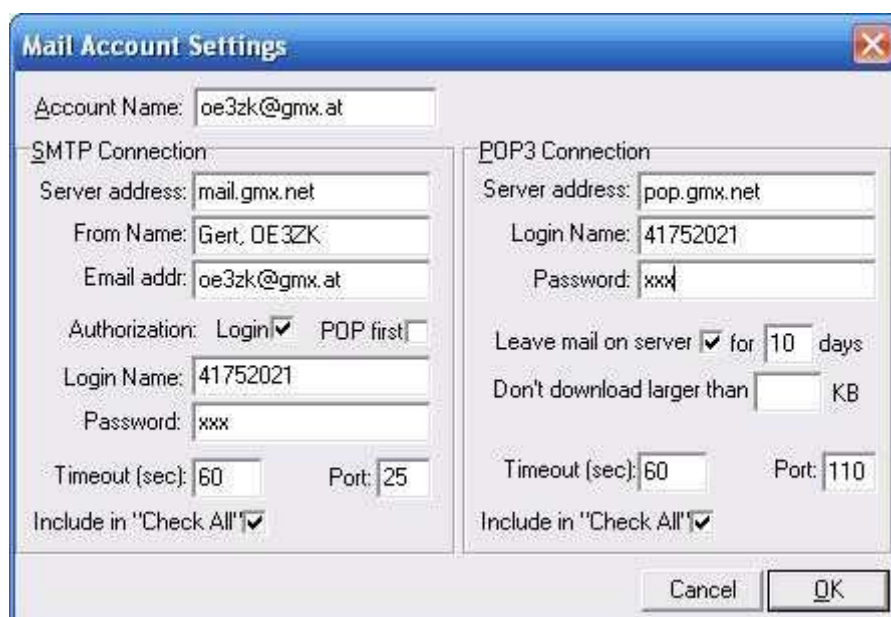 Mail Account Settings
Account Name: oe3zk@gmx.at
SMTP Connection
Server address: mail.gmx.net
From Name: Gert, OE3ZK
Email addr: oe3zk@gmx.at
Authorization: Login POP first
Login Name: 41752021
Password: xxx
Timeout (sec): 60 Port: 25
Include in "Check All"
POP3 Connection
Server address: pop.gmx.net
Login Name: 41752021
Password: xxx
Leave mail on server for 10 days
Don't download larger than KB
Timeout (sec): 60 Port: 110
Include in "Check All"
Cancel OK